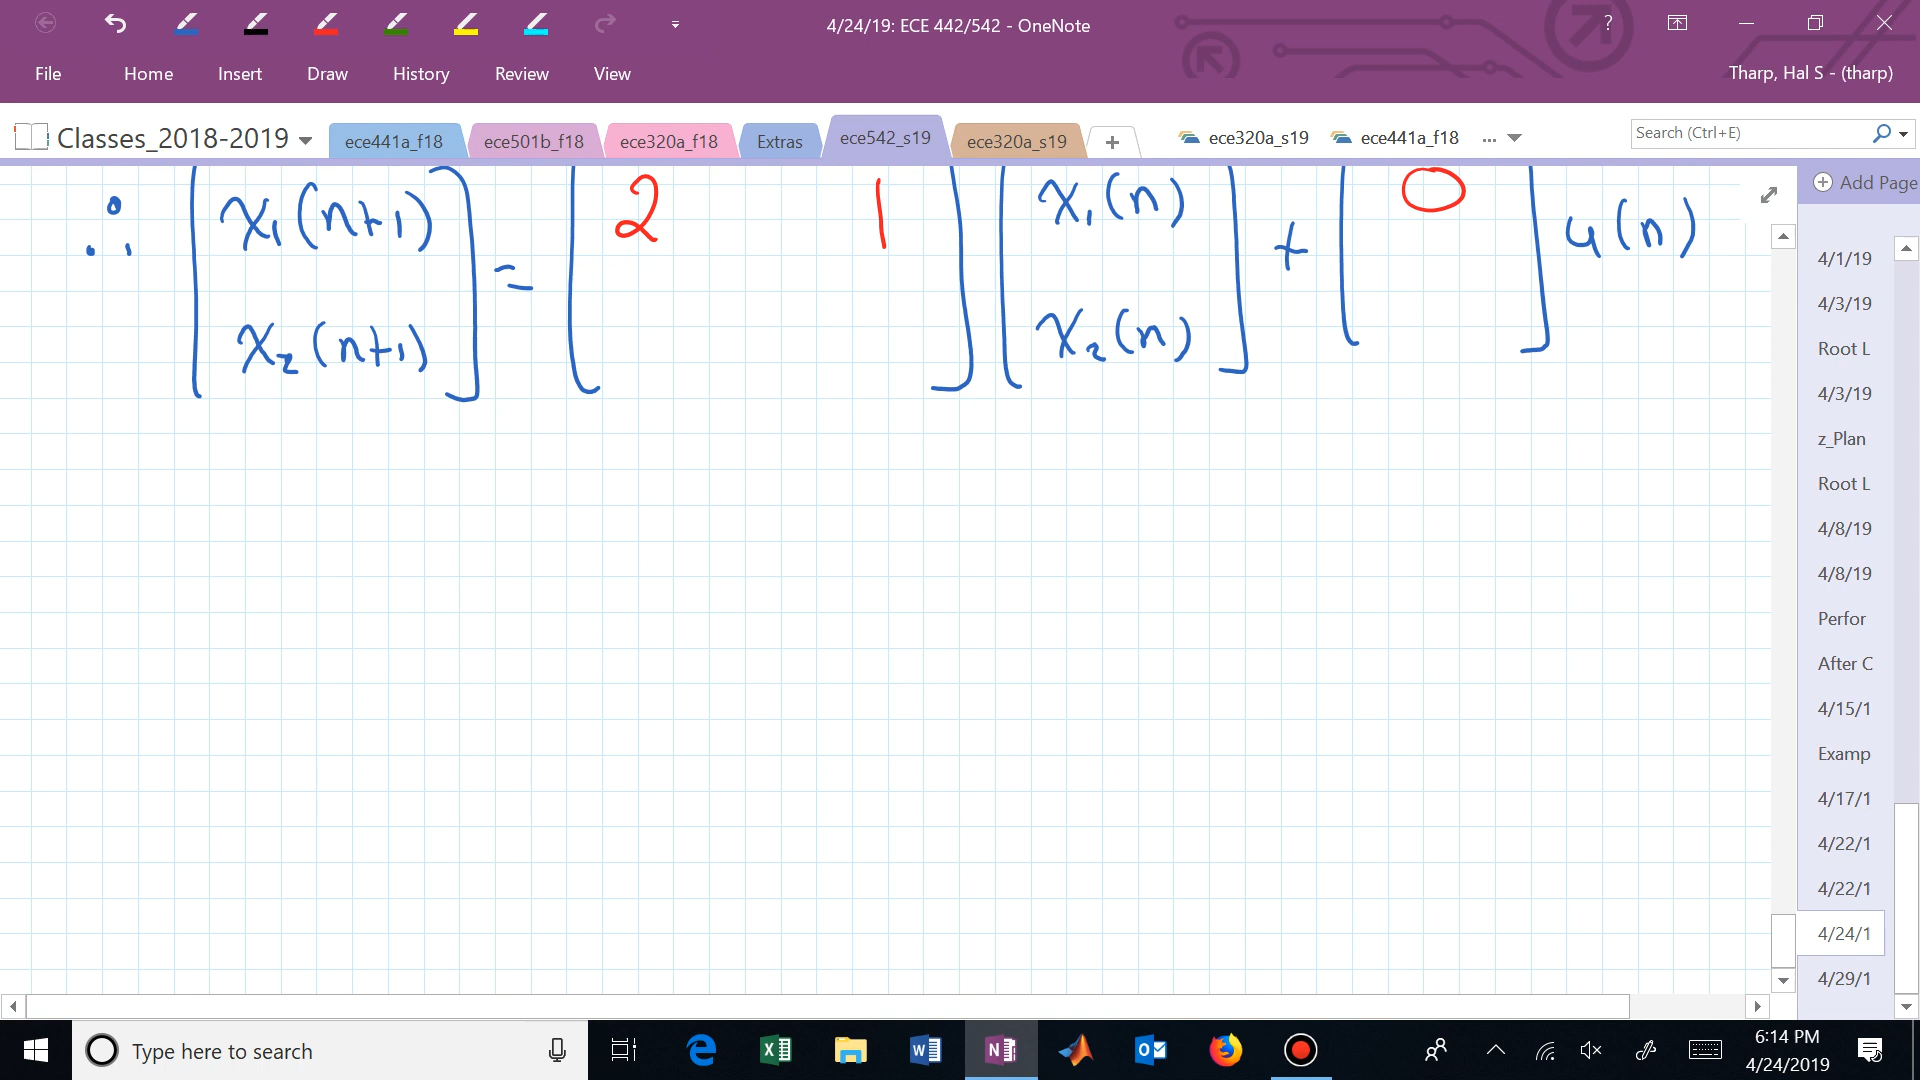 4/24/19: ECE 442/542 - OneNote
?
File Home Insert Draw History Review View
Tharp, Hal S - (tharp)
Classes_2018-2019
ece441a_f18
ece501b_f18
ece320a_f18
Extras
ece542_s19
ece320a_s19
+
ece320a_s19
ece441a_f18
...
Search (Ctrl+E)
Add Page
∴ [x₁(n+1) x₂(n+1)] = [2 1] [x₁(n) x₂(n)] + [0] u(n)
4/1/19
4/3/19
Root L
4/3/19
z_Plan
Root L
4/8/19
4/8/19
Perfor
After C
4/15/1
Examp
4/17/1
4/22/1
4/22/1
4/24/1
4/29/1
Type here to search
6:14 PM
4/24/2019